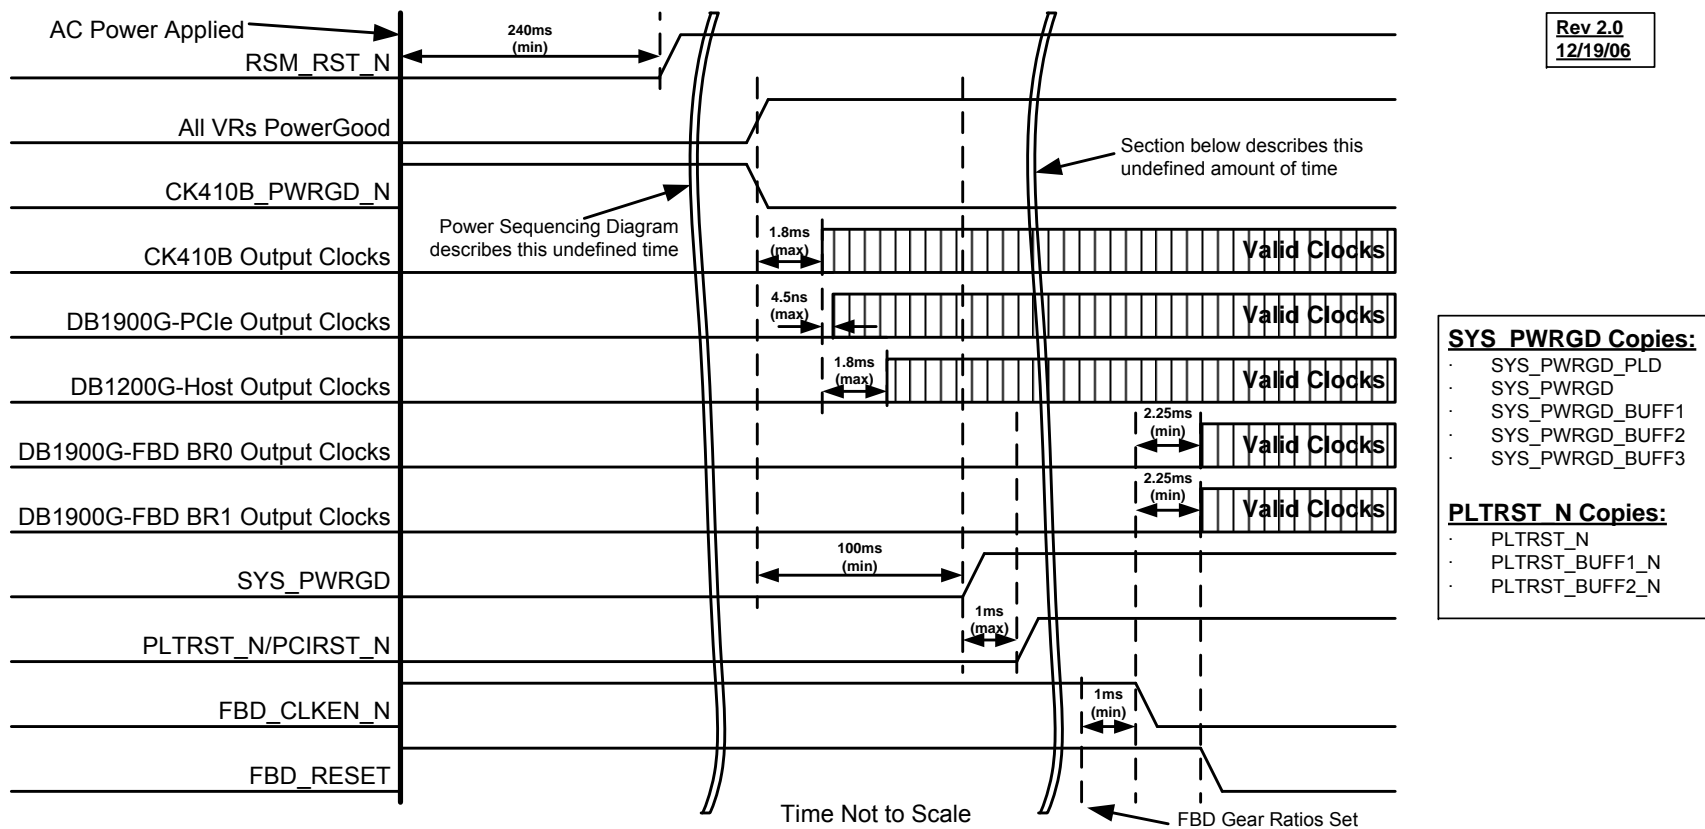 AC Power Applied
240ms
(min)
RSM_RST_N
Rev 2.0
12/19/06
All VRs PowerGood
Section below describes this
undefined amount of time
CK410B_PWRGD_N
Power Sequencing Diagram
describes this undefined time
1.8ms
(max)
CK410B Output Clocks
Valid Clocks
4.5ns
(max)
DB1900G-PCIe Output Clocks
Valid Clocks
1.8ms
(max)
DB1200G-Host Output Clocks
Valid Clocks
2.25ms
(min)
DB1900G-FBD BR0 Output Clocks
Valid Clocks
2.25ms
(min)
DB1900G-FBD BR1 Output Clocks
Valid Clocks
100ms
(min)
SYS_PWRGD
1ms
(max)
PLTRST_N/PCIRST_N
1ms
(min)
FBD_CLKEN_N
FBD_RESET
Time Not to Scale
FBD Gear Ratios Set
SYS_PWRGD Copies:
· SYS_PWRGD_PLD
· SYS_PWRGD
· SYS_PWRGD_BUFF1
· SYS_PWRGD_BUFF2
· SYS_PWRGD_BUFF3
PLTRST_N Copies:
· PLTRST_N
· PLTRST_BUFF1_N
· PLTRST_BUFF2_N